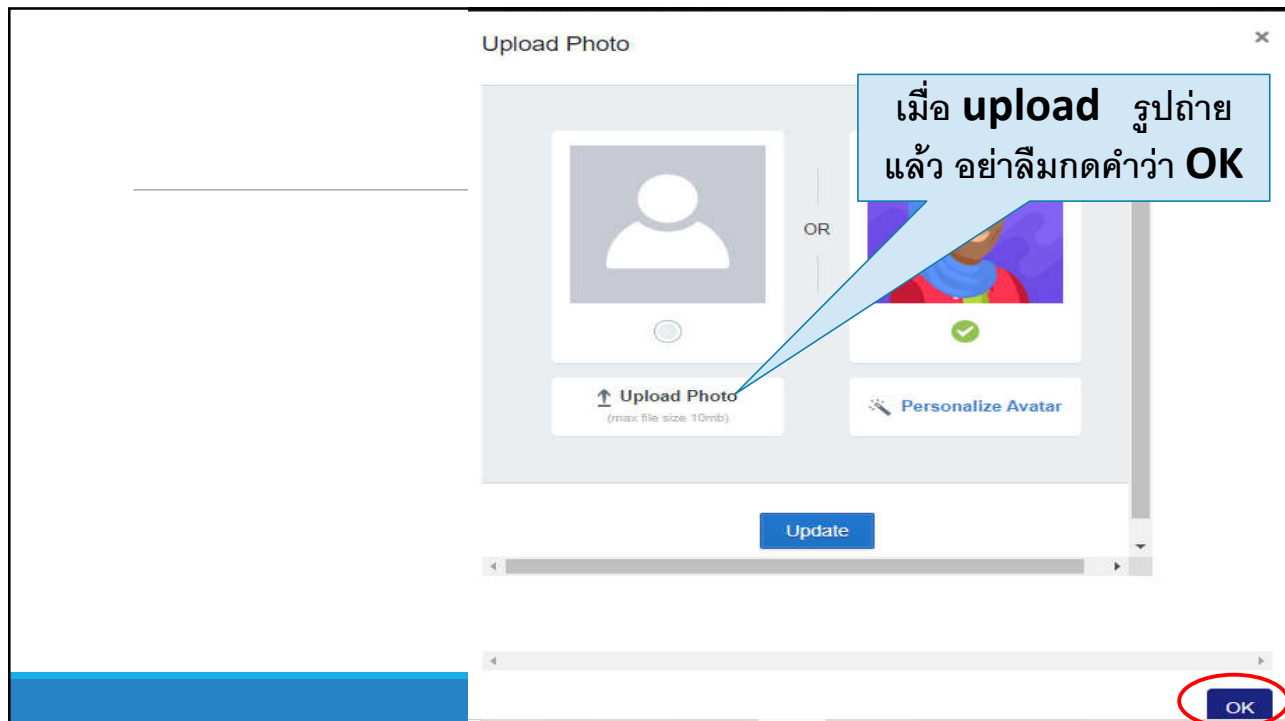 Upload Photo
×
เมื่อ upload รูปถ่าย
แล้ว อย่าลืมกดคำว่า OK
OR
Upload Photo
(max file size 10mb)
Personalize Avatar
Update
OK